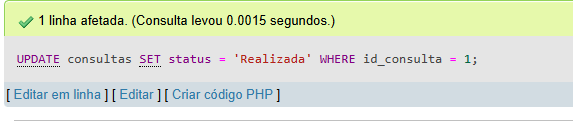 1 linha afetada. (Consulta levou 0.0015 segundos.)
UPDATE consultas SET status = 'Realizada' WHERE id_consulta = 1;
[ Editar em linha ] [ Editar ] [ Criar código PHP ]